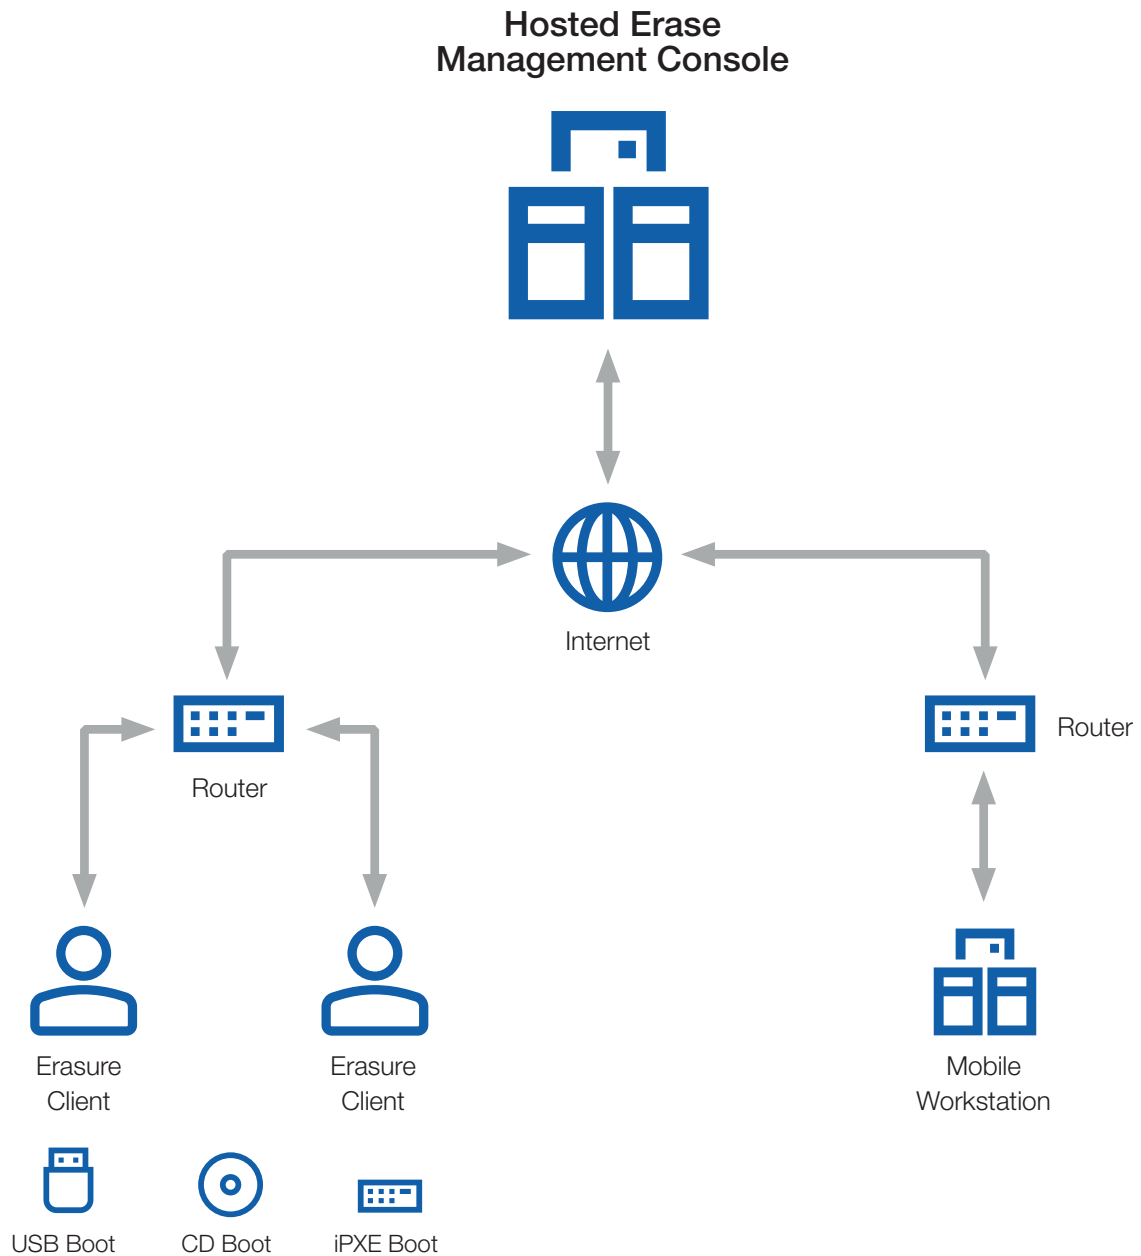 Hosted Erase
Management Console
Internet
Router
Router
Erasure
Client
Erasure
Client
Mobile
Workstation
USB Boot
CD Boot
iPXE Boot